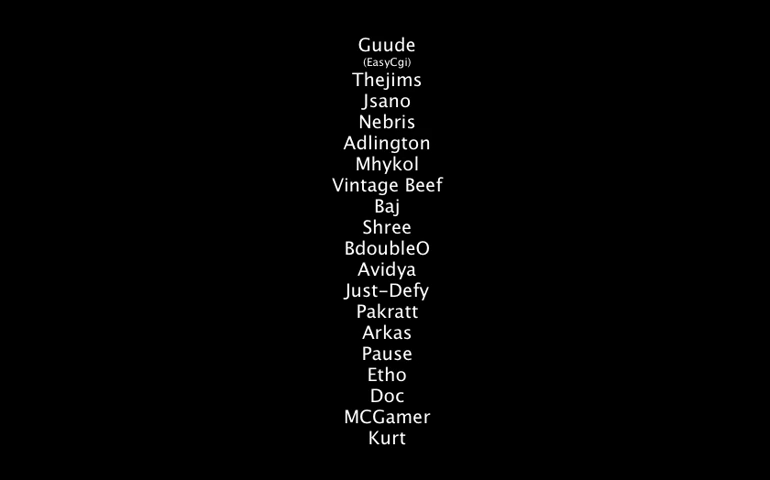 Guude
(EasyCgi)
Thejims
Jsano
Nebris
Adlington
Mhykol
Vintage Beef
Baj
Shree
BdoubleO
Avidya
Just-Defy
Pakratt
Arkas
Pause
Etho
Doc
MCGamer
Kurt